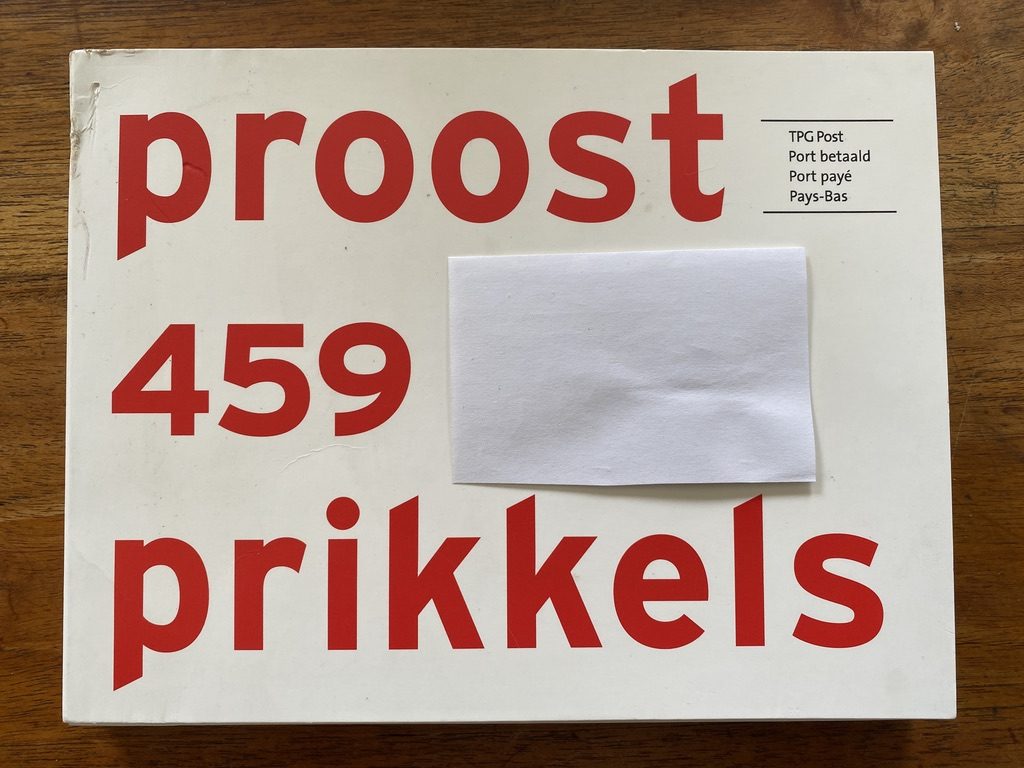 proost
TPG Post
Port betaald
Port payé
Pays-Bas
459
prikkels